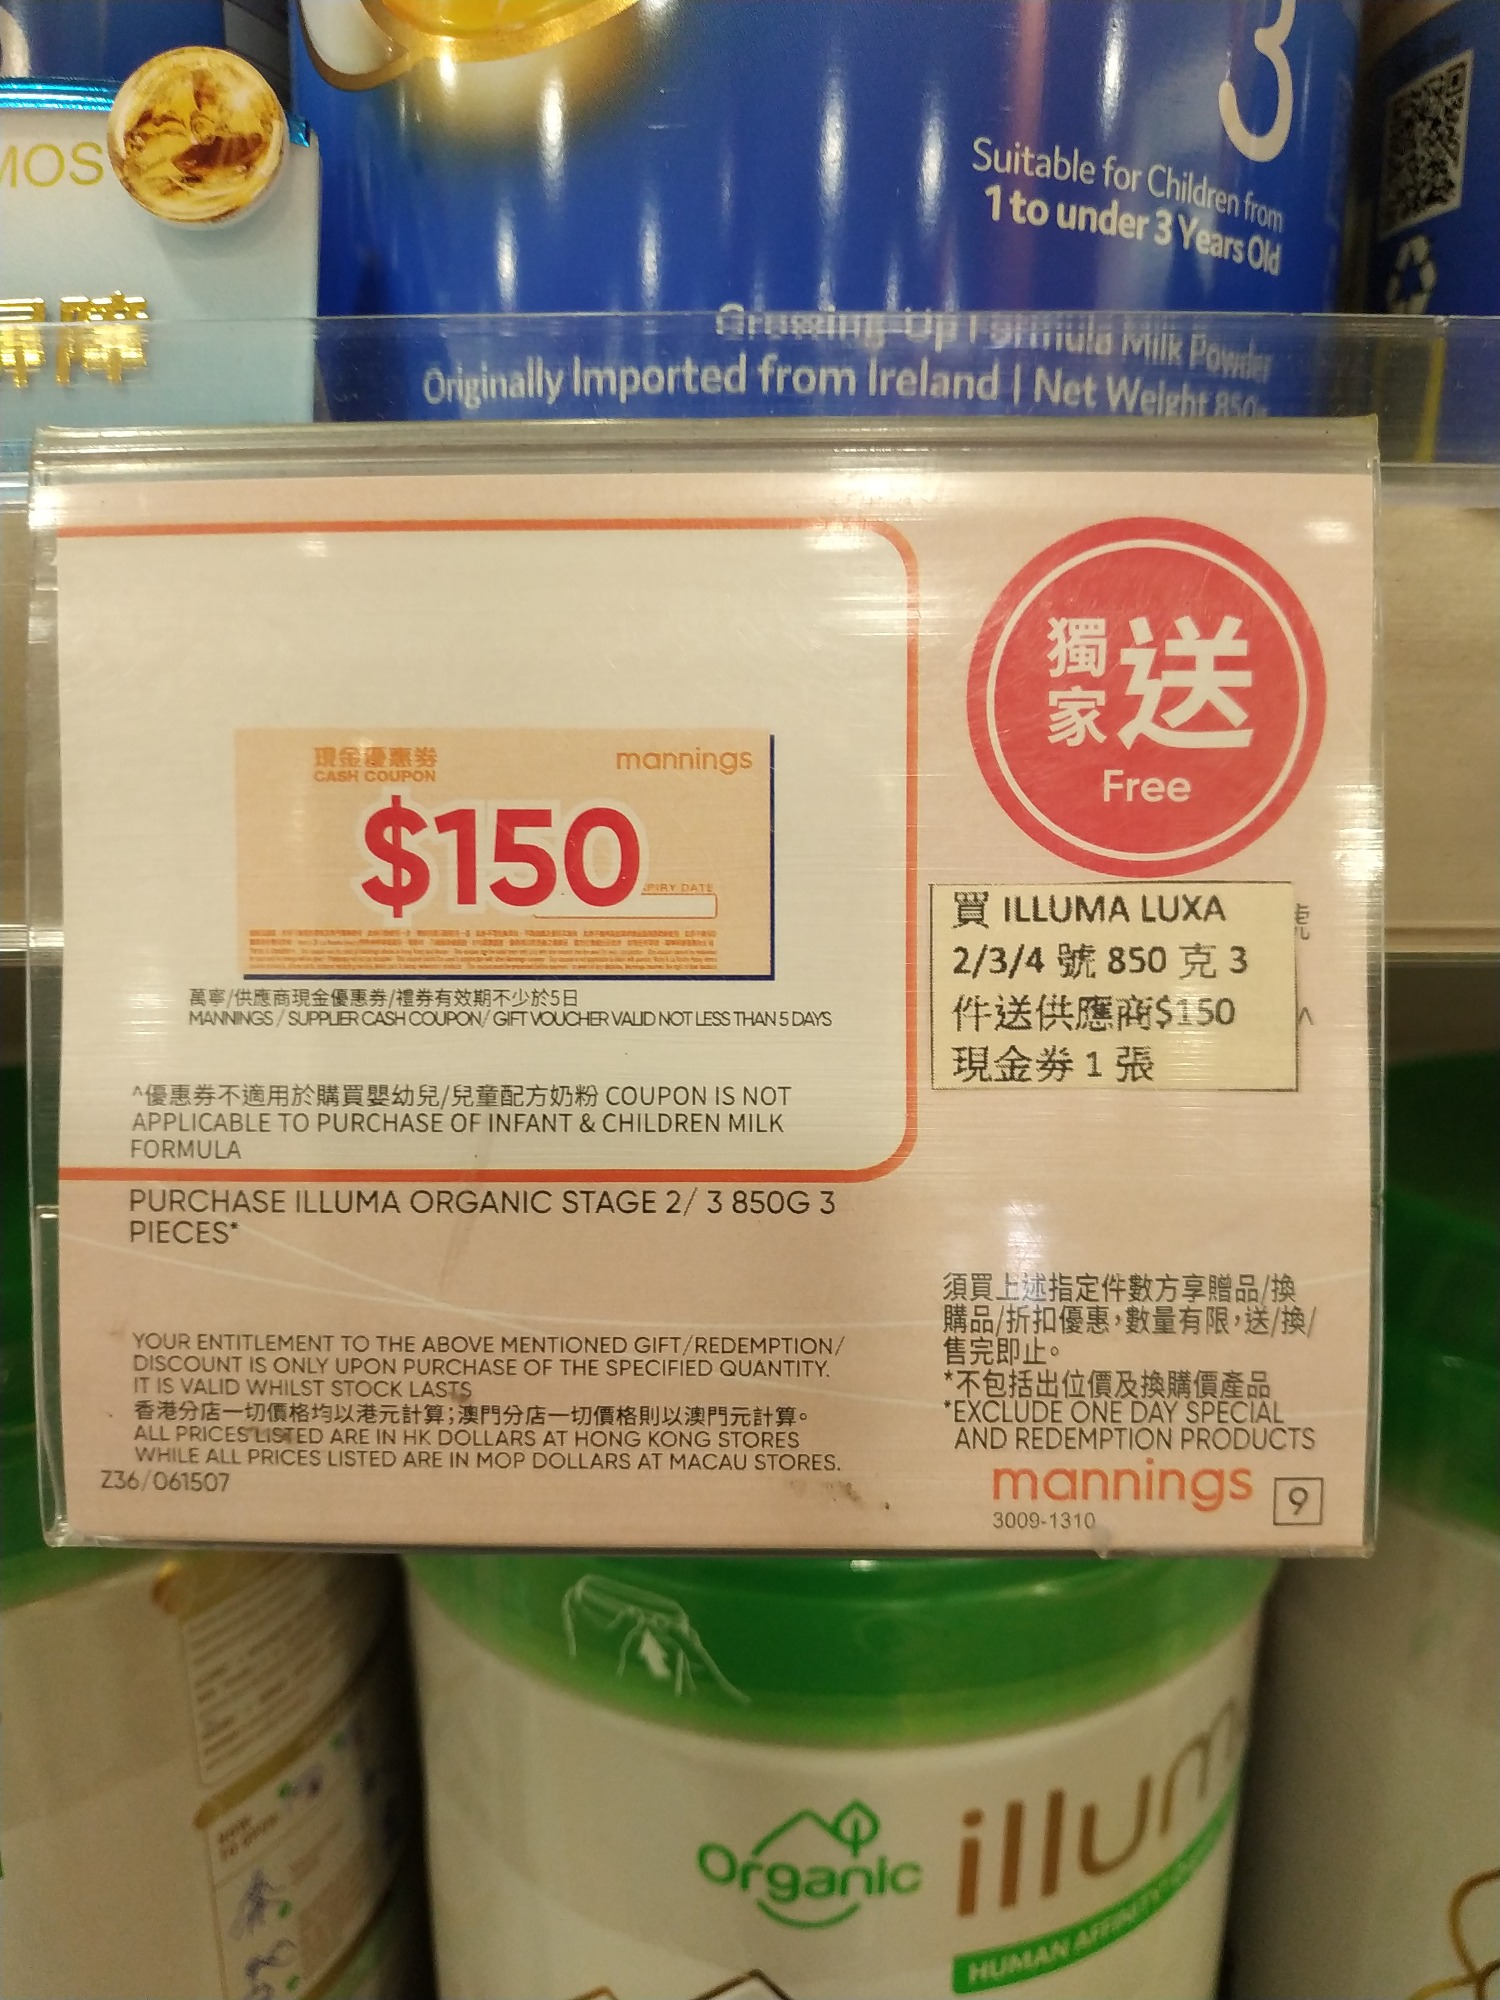 MOS
3
Suitable for Children from
1 to under 3 Years Old
Growing-Up Formula Milk Powder
Originally Imported from Ireland | Net Weight 850g
獨家送
Free
現金優惠券
CASH COUPON
mannings
$150
PIRY DATE
萬寧/供應商現金優惠券/禮券有效期不少於5日
MANNINGS / SUPPLIER CASH COUPON/ GIFT VOUCHER VALID NOT LESS THAN 5 DAYS
^優惠券不適用於購買嬰幼兒/兒童配方奶粉 COUPON IS NOT
APPLICABLE TO PURCHASE OF INFANT & CHILDREN MILK
FORMULA
買 ILLUMA LUXA
2/3/4 號 850 克 3
件送供應商$150
現金券 1 張
號
^
PURCHASE ILLUMA ORGANIC STAGE 2/ 3 850G 3
PIECES*
YOUR ENTITLEMENT TO THE ABOVE MENTIONED GIFT/REDEMPTION/
DISCOUNT IS ONLY UPON PURCHASE OF THE SPECIFIED QUANTITY.
IT IS VALID WHILST STOCK LASTS
香港分店一切價格均以港元計算；澳門分店一切價格則以澳門元計算。
ALL PRICES LISTED ARE IN HK DOLLARS AT HONG KONG STORES
WHILE ALL PRICES LISTED ARE IN MOP DOLLARS AT MACAU STORES.
Z36/061507
須買上述指定件數方享贈品/換
購品/折扣優惠，數量有限，送/換/
售完即止。
*不包括出位價及換購價產品
*EXCLUDE ONE DAY SPECIAL
AND REDEMPTION PRODUCTS
mannings
9
3009-1310
Organic
illum
HUMAN AFFINITY